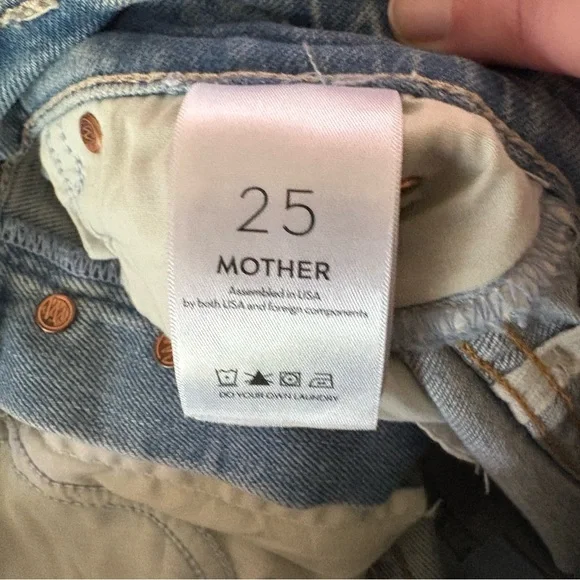 25
MOTHER
Assembled in USA
by both USA and foreign components
DO YOUR OWN LAUNDRY